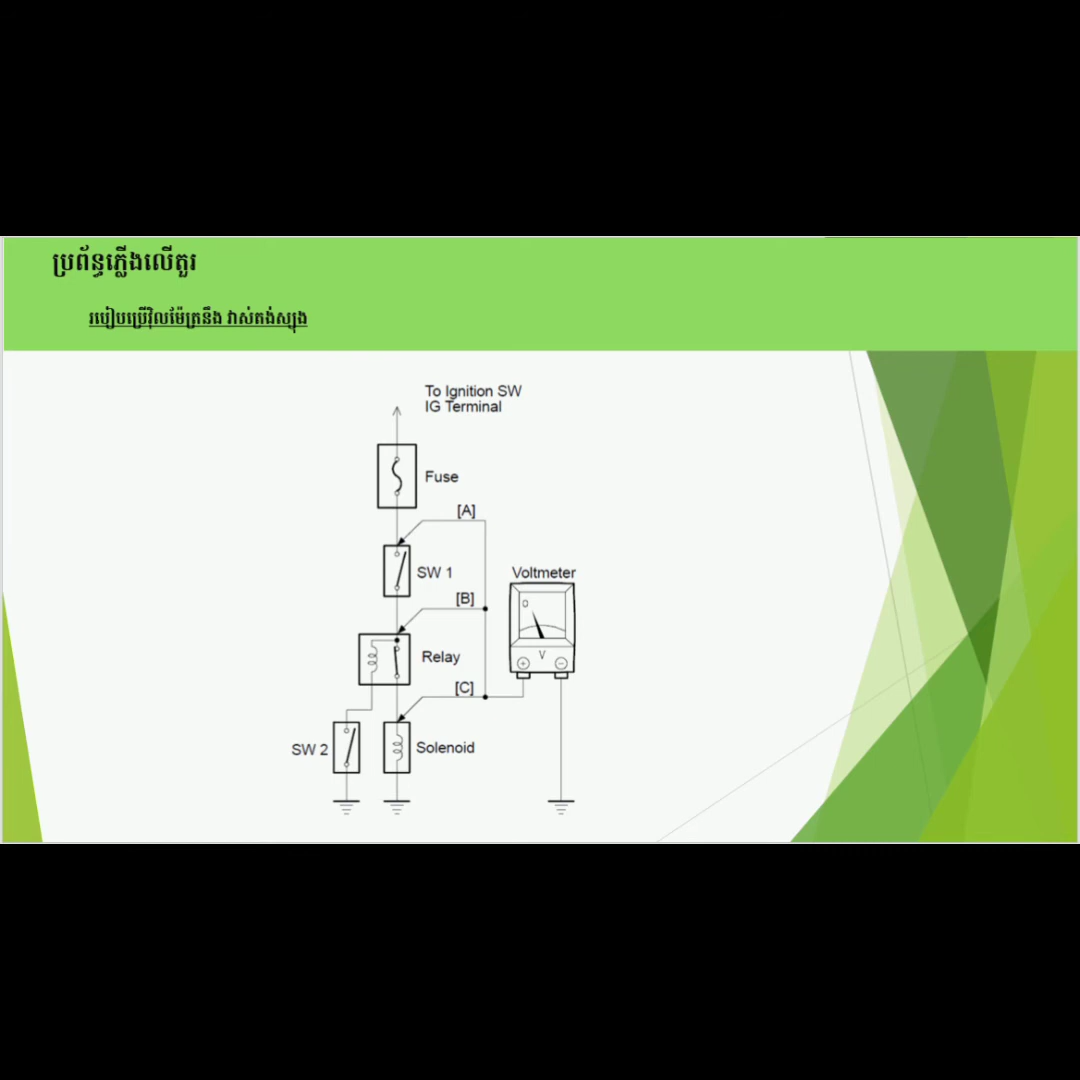 ប្រព័ន្ធភ្លើងលើតួរ
របៀបប្រើវ៉ិលម៉ែត្រនឹង វាស់តង់ស្យុង
To Ignition SW
IG Terminal
Fuse
[A]
SW 1
Voltmeter
[B]
0
Relay
V
+ −
[C]
SW 2
Solenoid